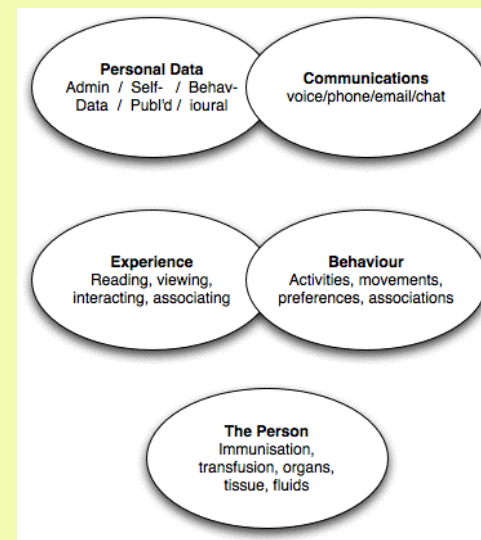 Personal Data
Admin / Self- / Behav-
Data / Publ'd / ioural
Communications
voice/phone/email/chat
Experience
Reading, viewing,
interacting, associating
Behaviour
Activities, movements,
preferences, associations
The Person
Immunisation,
transfusion, organs,
tissue, fluids